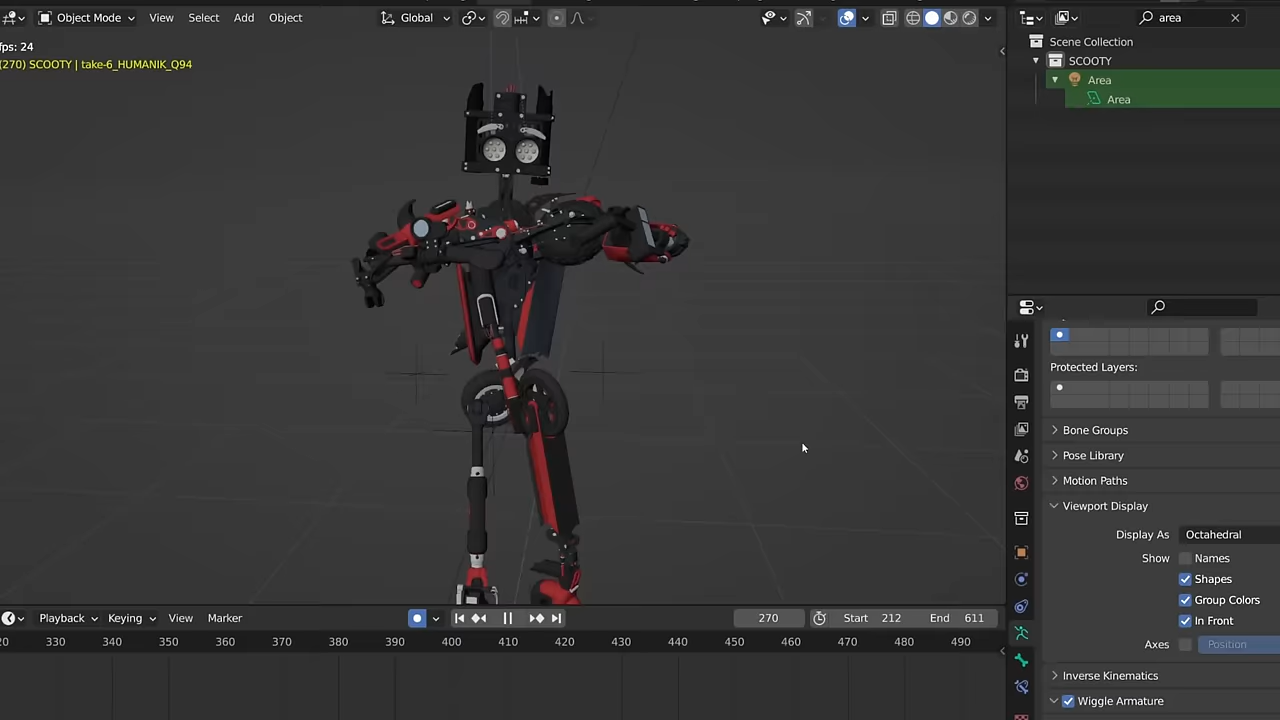 Object Mode View Select Add Object Global area
fps: 24
(270) SCOOTY | take-6_HUMANIK_Q94
Scene Collection
SCOOTY
Area
Area
Protected Layers:
Bone Groups
Pose Library
Motion Paths
Viewport Display
Display As Octahedral
Show Names
Shapes
Group Colors
In Front
Axes Position
Inverse Kinematics
Wiggle Armature
Playback Keying View Marker 270 Start 212 End 611
20 330 340 350 360 370 380 390 400 410 420 430 440 450 460 470 480 490